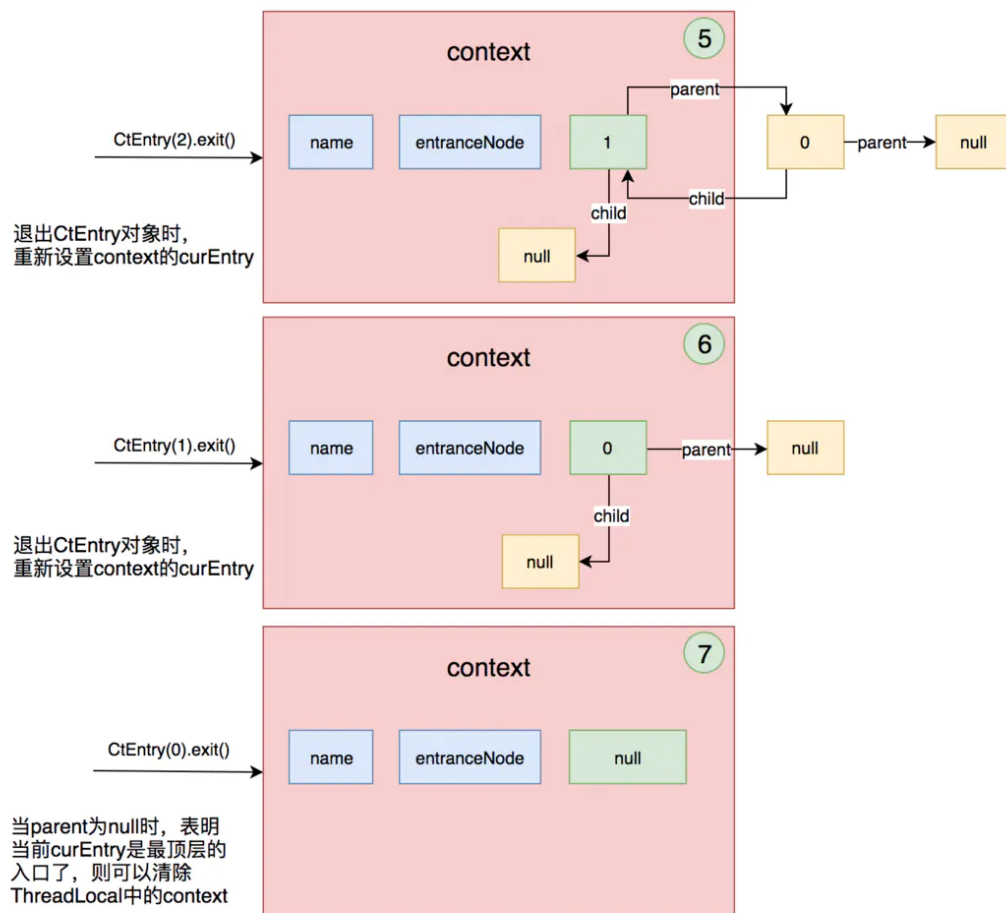 context
5
parent
CtEntry(2).exit()
name
entranceNode
1
0
parent
null
child
child
退出CtEntry对象时，
重新设置context的curEntry
null
context
6
CtEntry(1).exit()
name
entranceNode
0
parent
null
child
退出CtEntry对象时，
重新设置context的curEntry
null
context
7
CtEntry(0).exit()
name
entranceNode
null
当parent为null时，表明
当前curEntry是最顶层的
入口了，则可以清除
ThreadLocal中的context